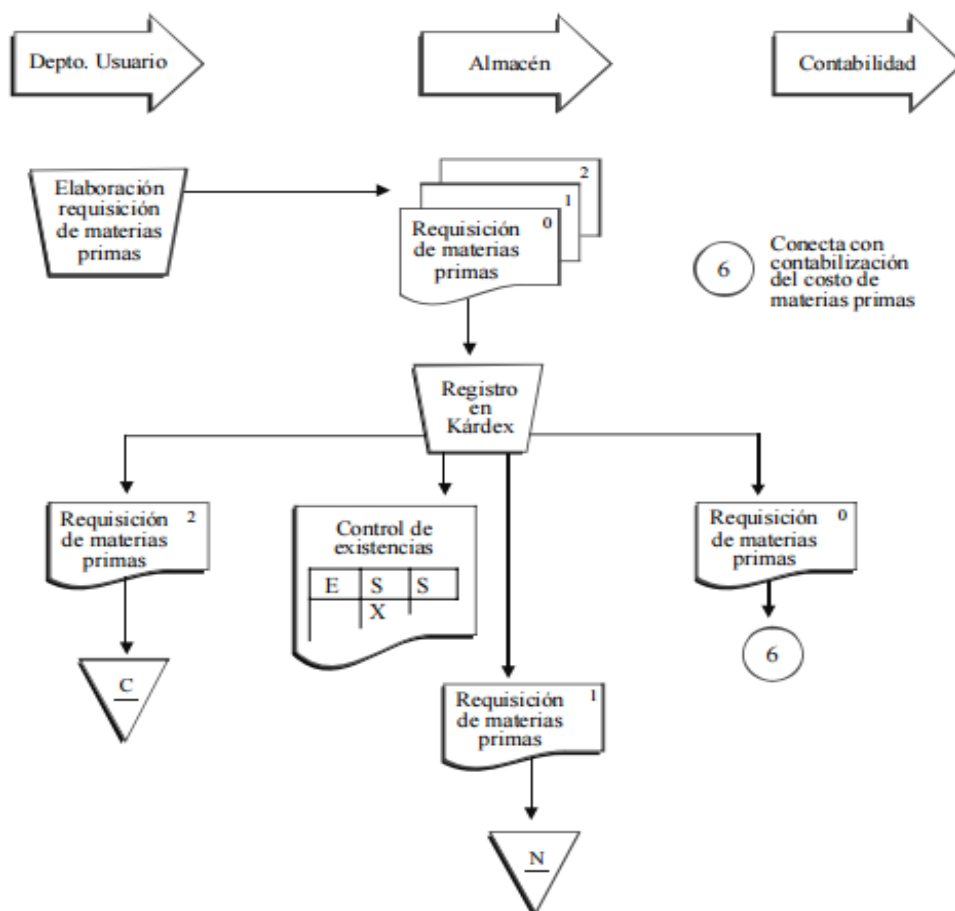 Depto. Usuario
Almacén
Contabilidad
Elaboración
requisición
de materias
primas
2
1
0
Requisición
de materias
primas
6
Conecta con
contabilización
del costo de
materias primas
Registro
en
Kárdex
Requisición 2
de materias
primas
Control de
existencias
E S S
X
Requisición 0
de materias
primas
C
6
Requisición 1
de materias
primas
N